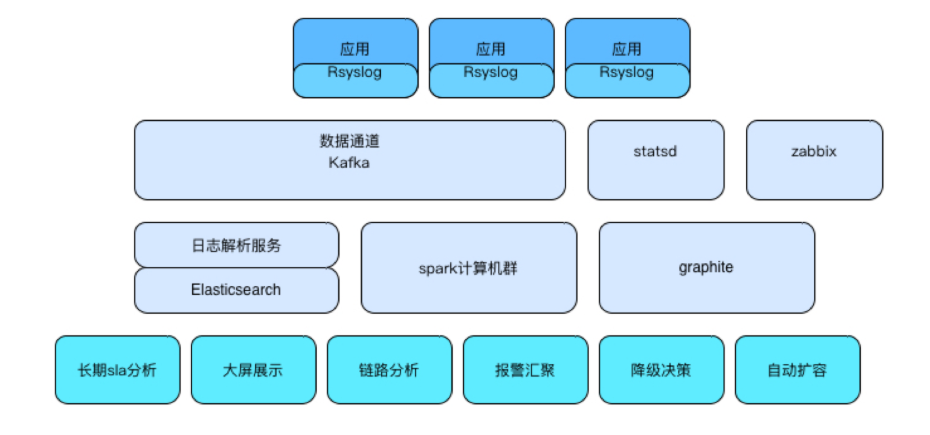 应用
Rsyslog
应用
Rsyslog
应用
Rsyslog
数据通道
Kafka
statsd
zabbix
日志解析服务
Elasticsearch
spark计算机群
graphite
长期sla分析
大屏展示
链路分析
报警汇聚
降级决策
自动扩容